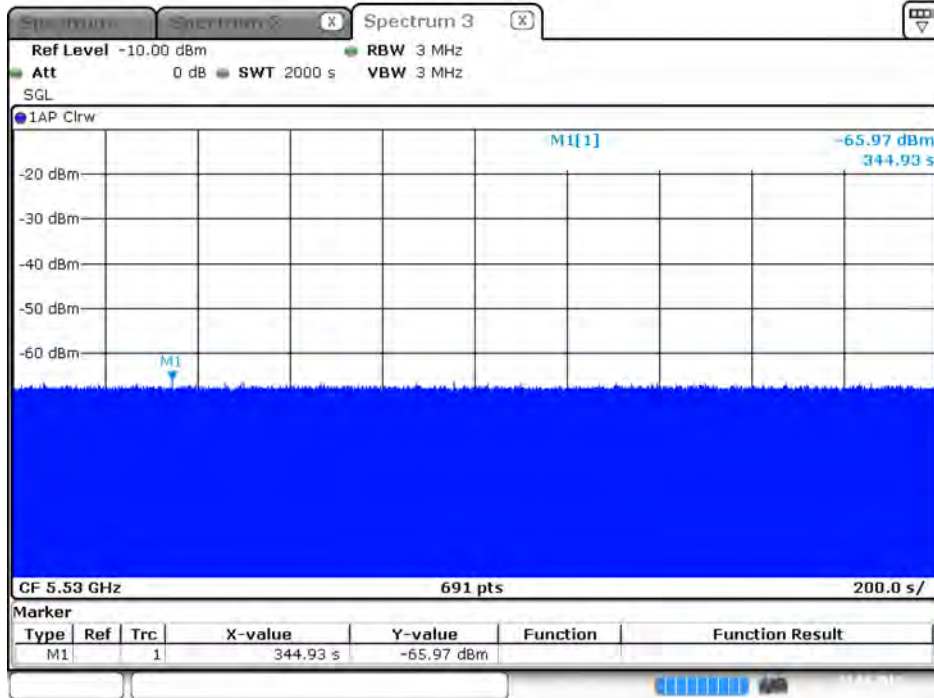 Spectrum 3 X
Ref Level -10.00 dBm RBW 3 MHz
Att 0 dB SWT 2000 s VBW 3 MHz
SGL
1AP Clrw
M1[1] -65.97 dBm
344.93 s
-20 dBm
-30 dBm
-40 dBm
-50 dBm
-60 dBm
M1
CF 5.53 GHz 691 pts 200.0 s/
Marker
Type Ref Trc X-value Y-value Function Function Result
M1 1 344.93 s -65.97 dBm